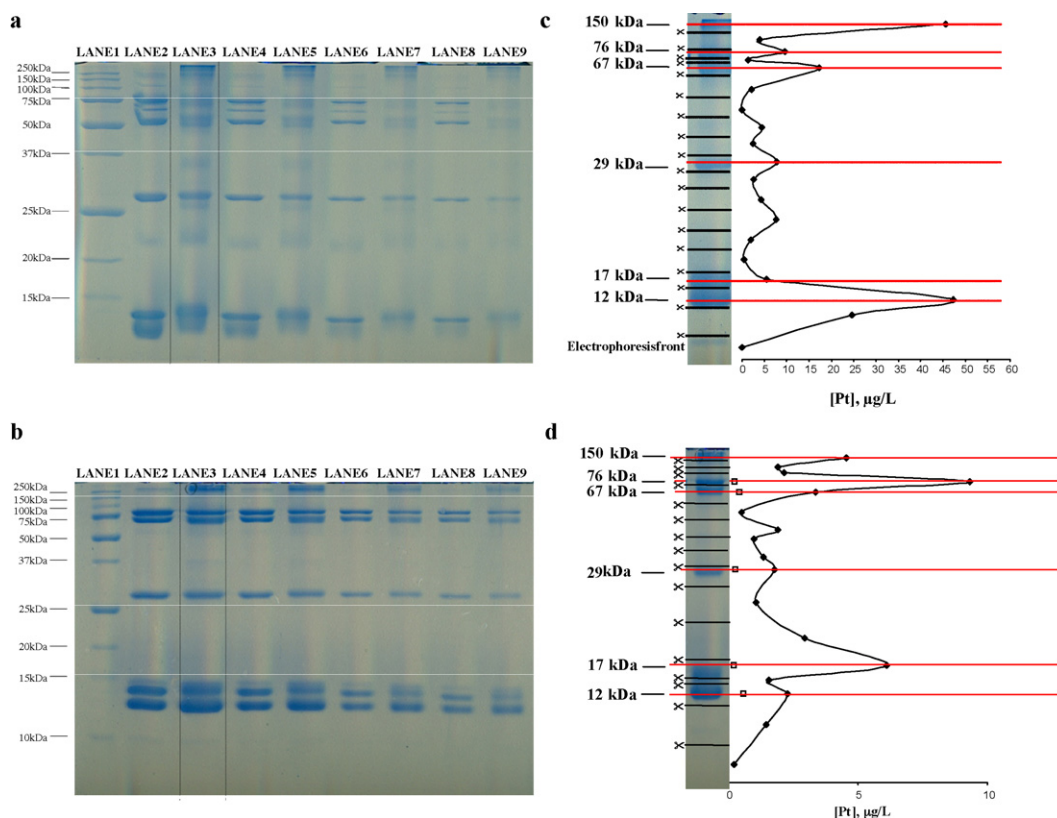 a
LANE1 LANE2 LANE3 LANE4 LANE5 LANE6 LANE7 LANE8 LANE9
250kDa
150kDa
100kDa
75kDa
50kDa
37kDa
25kDa
20kDa
15kDa
c
150 kDa
76 kDa
67 kDa
29 kDa
17 kDa
12 kDa
Electrophoresisfront
0 5 10 15 20 25 30 35 40 45 50 55 60
[Pt], µg/L
b
LANE1 LANE2 LANE3 LANE4 LANE5 LANE6 LANE7 LANE8 LANE9
250kDa
150kDa
100kDa
75kDa
50kDa
37kDa
25kDa
20kDa
15kDa
10kDa
d
150 kDa
76 kDa
67 kDa
29kDa
17 kDa
12 kDa
0 5 10
[Pt], µg/L